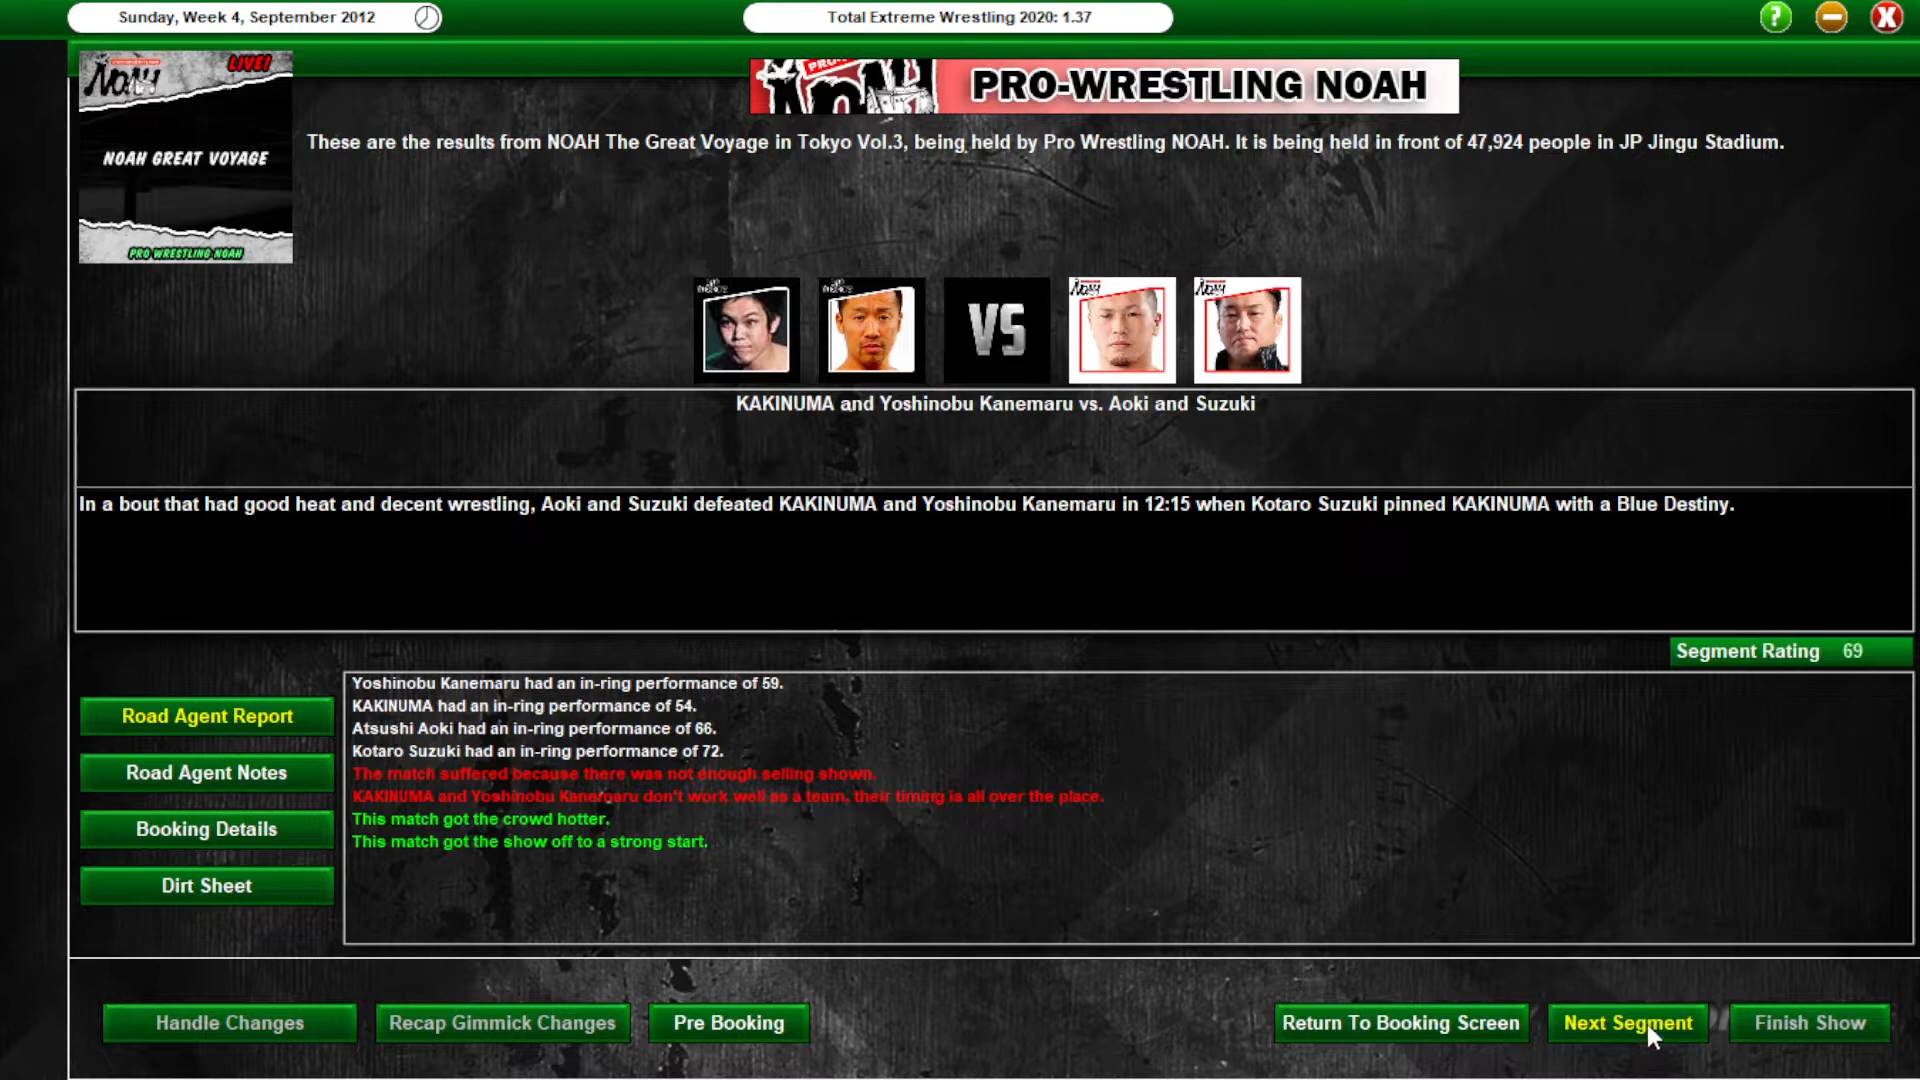 Sunday, Week 4, September 2012
Total Extreme Wrestling 2020: 1.37
NOAH
LIVE!
NOAH GREAT VOYAGE
PRO WRESTLING NOAH
PRO-WRESTLING NOAH
These are the results from NOAH The Great Voyage in Tokyo Vol.3, being held by Pro Wrestling NOAH. It is being held in front of 47,924 people in JP Jingu Stadium.
VS
NOAH
NOAH
KAKINUMA and Yoshinobu Kanemaru vs. Aoki and Suzuki
In a bout that had good heat and decent wrestling, Aoki and Suzuki defeated KAKINUMA and Yoshinobu Kanemaru in 12:15 when Kotaro Suzuki pinned KAKINUMA with a Blue Destiny.
Segment Rating 69
Road Agent Report
Road Agent Notes
Booking Details
Dirt Sheet
Yoshinobu Kanemaru had an in-ring performance of 59.
KAKINUMA had an in-ring performance of 54.
Atsushi Aoki had an in-ring performance of 66.
Kotaro Suzuki had an in-ring performance of 72.
The match suffered because there was not enough selling shown.
KAKINUMA and Yoshinobu Kanemaru don't work well as a team, their timing is all over the place.
This match got the crowd hotter.
This match got the show off to a strong start.
Handle Changes
Recap Gimmick Changes
Pre Booking
Return To Booking Screen
Next Segment
Finish Show